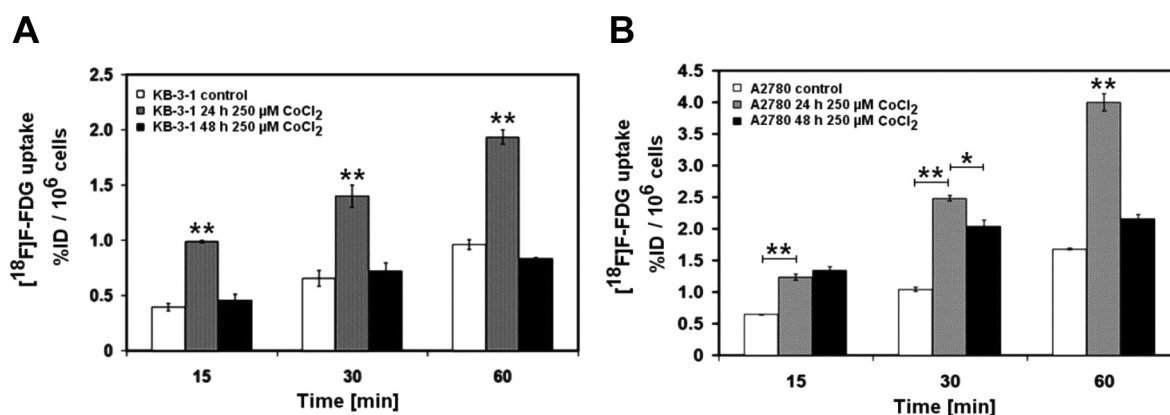 A
[¹⁸F]F-FDG uptake
%ID / 10⁶ cells
2.5
2.0
1.5
1.0
0.5
0
KB-3-1 control
KB-3-1 24 h 250 µM CoCl₂
KB-3-1 48 h 250 µM CoCl₂
**
**
**
15 30 60
Time [min]
B
[¹⁸F]F-FDG uptake
%ID / 10⁶ cells
4.5
4.0
3.5
3.0
2.5
2.0
1.5
1.0
0.5
0
A2780 control
A2780 24 h 250 µM CoCl₂
A2780 48 h 250 µM CoCl₂
**
** *
**
15 30 60
Time [min]